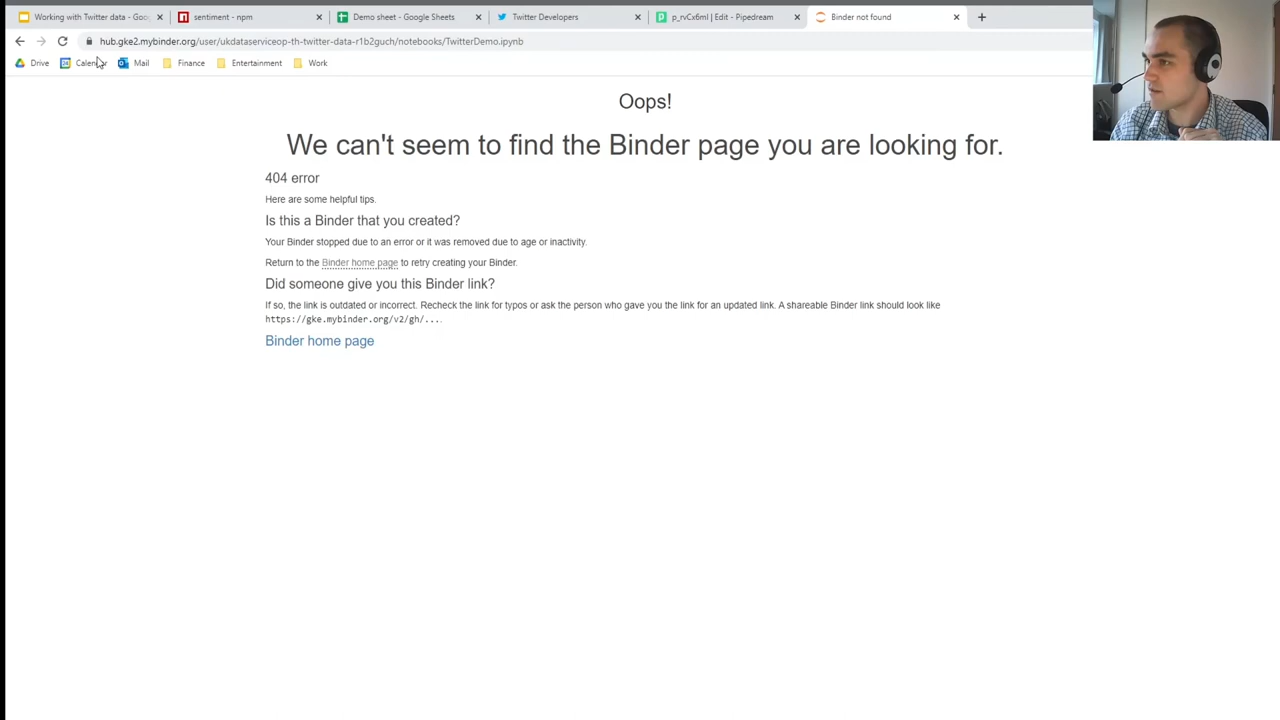 Working with Twitter data - Goo
sentiment - npm
Demo sheet - Google Sheets
Twitter Developers
p_rvCx6ml | Edit - Pipedream
Binder not found
hub.gke2.mybinder.org/user/ukdataserviceop-th-twitter-data-r1b2guch/notebooks/TwitterDemo.ipynb
Drive
Calendar
Mail
Finance
Entertainment
Work
Oops!
We can't seem to find the Binder page you are looking for.
404 error
Here are some helpful tips.
Is this a Binder that you created?
Your Binder stopped due to an error or it was removed due to age or inactivity.
Return to the Binder home page to retry creating your Binder.
Did someone give you this Binder link?
If so, the link is outdated or incorrect. Recheck the link for typos or ask the person who gave you the link for an updated link. A shareable Binder link should look like
https://gke.mybinder.org/v2/gh/... .
Binder home page